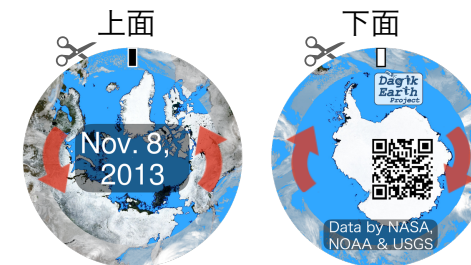 上面
下面
Nov. 8,
2013
Dagik
Earth
Project
Data by NASA,
NOAA & USGS